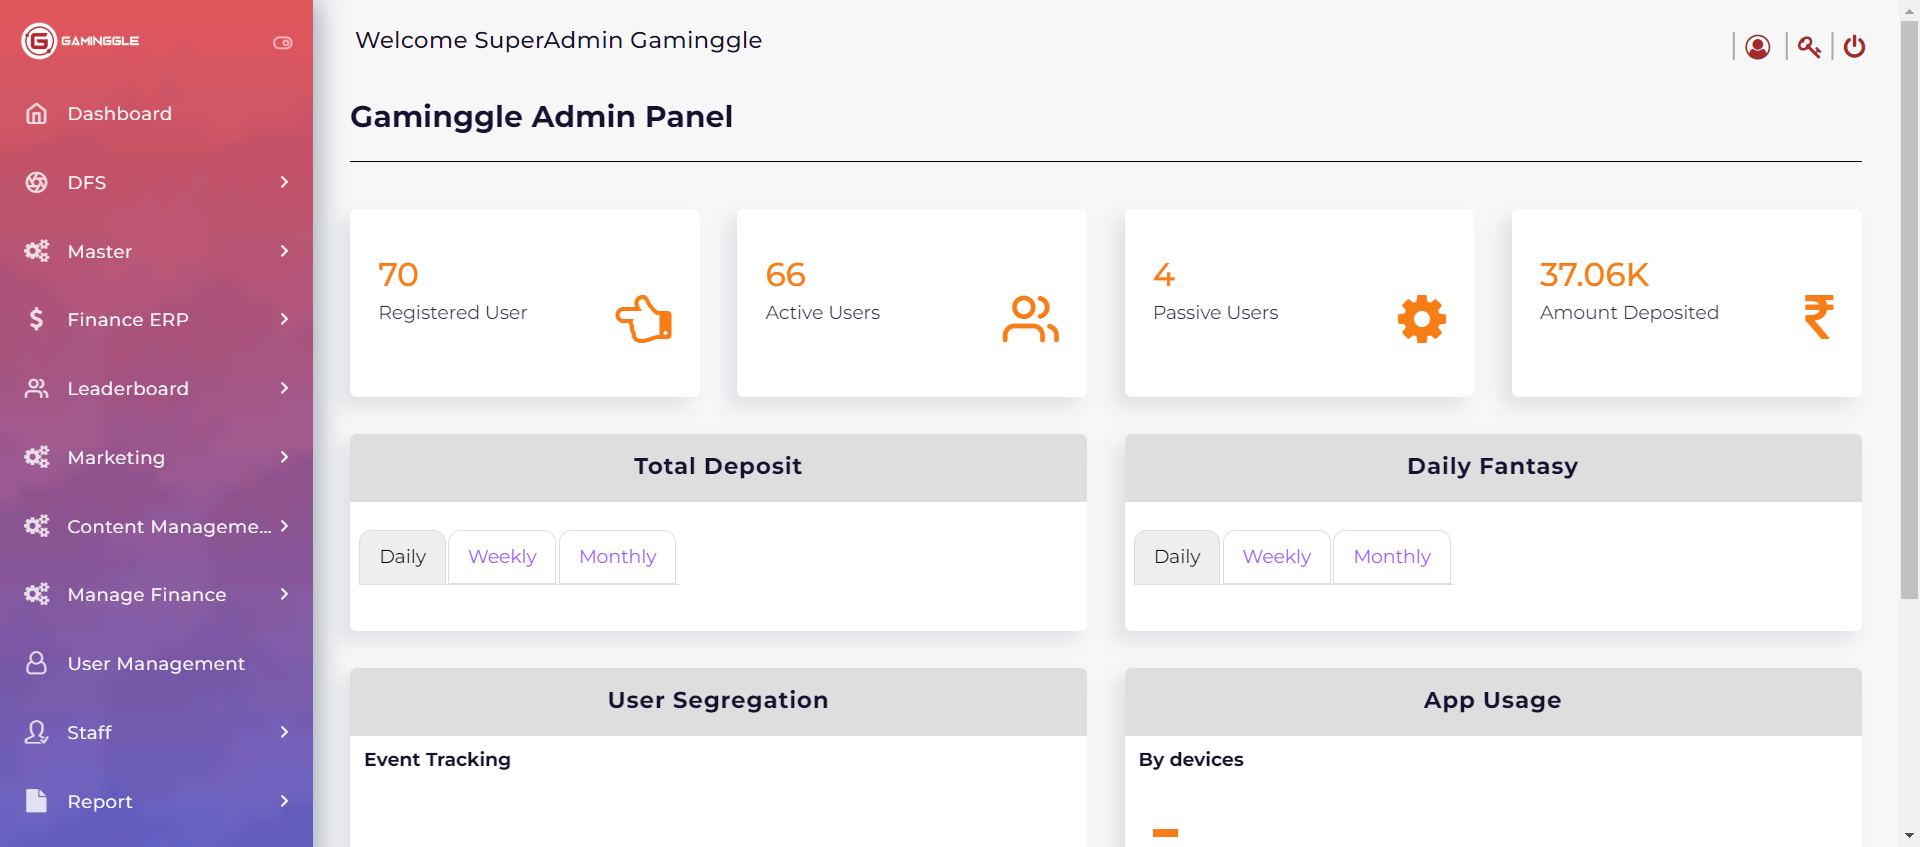 GAMINGGLE
Dashboard
DFS
Master
Finance ERP
Leaderboard
Marketing
Content Manageme...
Manage Finance
User Management
Staff
Report
Welcome SuperAdmin Gaminggle
Gaminggle Admin Panel
70
Registered User
66
Active Users
4
Passive Users
37.06K
Amount Deposited
₹
Total Deposit
Daily Weekly Monthly
Daily Fantasy
Daily Weekly Monthly
User Segregation
Event Tracking
App Usage
By devices